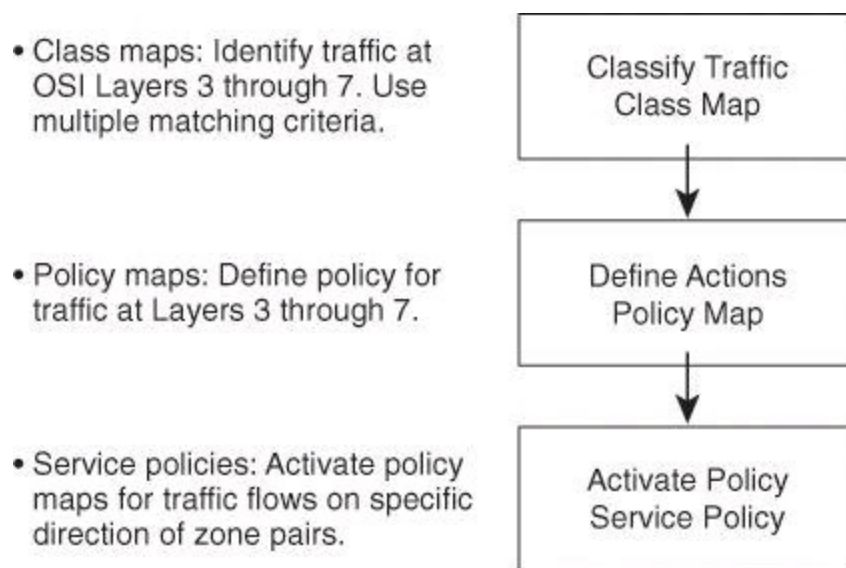 • Class maps: Identify traffic at
OSI Layers 3 through 7. Use
multiple matching criteria.
Classify Traffic
Class Map
• Policy maps: Define policy for
traffic at Layers 3 through 7.
Define Actions
Policy Map
• Service policies: Activate policy
maps for traffic flows on specific
direction of zone pairs.
Activate Policy
Service Policy